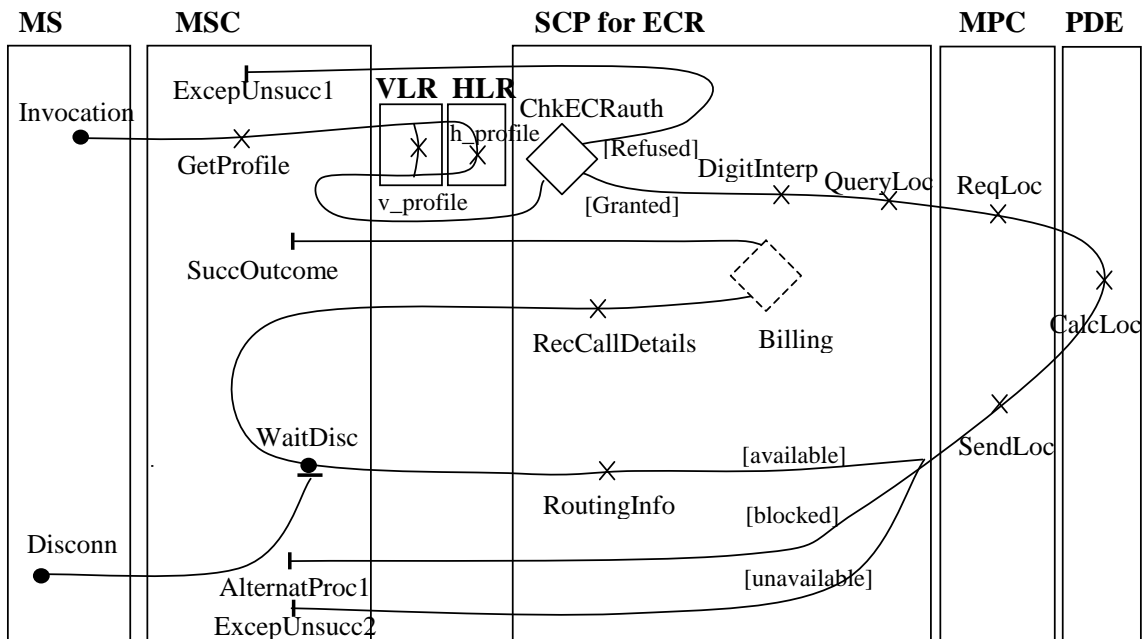 MS
MSC
SCP for ECR
MPC
PDE
ExcepUnsucc1
VLR
HLR
Invocation
ChkECRauth
h_profile
GetProfile
[Refused]
DigitInterp
QueryLoc
ReqLoc
v_profile
[Granted]
SuccOutcome
CalcLoc
RecCallDetails
Billing
WaitDisc
[available]
SendLoc
RoutingInfo
[blocked]
Disconn
AlternatProc1
[unavailable]
ExcepUnsucc2